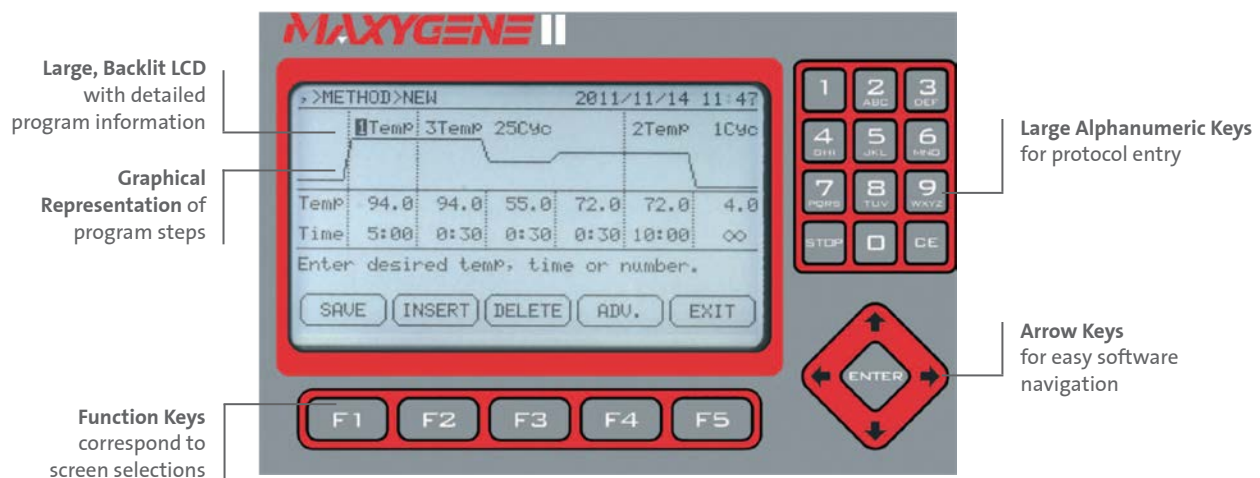 MAXYGENE II
Large, Backlit LCD
with detailed
program information
Graphical
Representation of
program steps
Function Keys
correspond to
screen selections
,>METHOD>NEW 2011/11/14 11:47
1Temp 3Temp 25Cyc 2Temp 1Cyc
Temp 94.0 94.0 55.0 72.0 72.0 4.0
Time 5:00 0:30 0:30 0:30 10:00 ∞
Enter desired temp, time or number.
SAVE INSERT DELETE ADV. EXIT
F1 F2 F3 F4 F5
1 2 3
ABC DEF
4 5 6
GHI JKL MNO
7 8 9
PQRS TUV WXYZ
STOP 0 CE
ENTER
Large Alphanumeric Keys
for protocol entry
Arrow Keys
for easy software
navigation